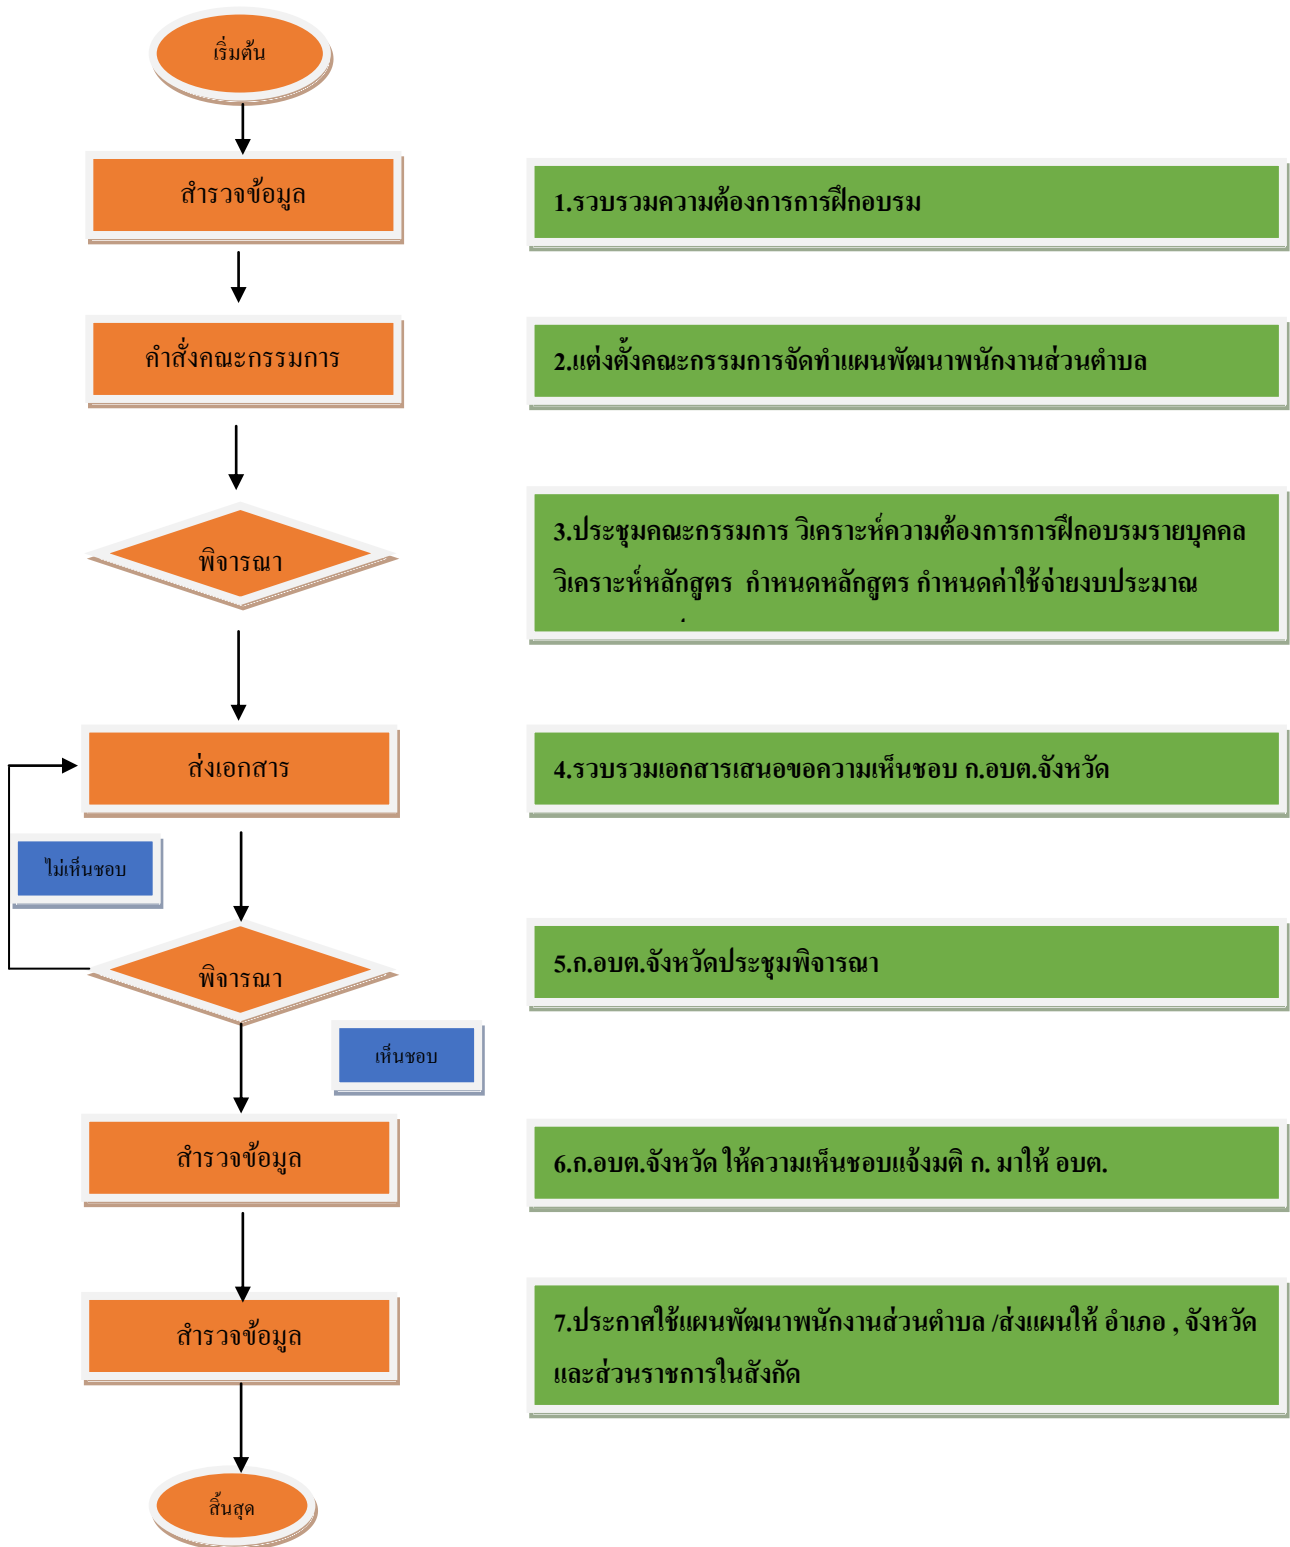 เริ่มต้น
สำรวจข้อมูล
1.รวบรวมความต้องการการฝึกอบรม
คำสั่งคณะกรรมการ
2.แต่งตั้งคณะกรรมการจัดทำแผนพัฒนาพนักงานส่วนตำบล
พิจารณา
3.ประชุมคณะกรรมการ วิเคราะห์ความต้องการการฝึกอบรมรายบุคคล
วิเคราะห์หลักสูตร กำหนดหลักสูตร กำหนดค่าใช้จ่ายงบประมาณ
ส่งเอกสาร
4.รวบรวมเอกสารเสนอขอความเห็นชอบ ก.อบต.จังหวัด
ไม่เห็นชอบ
พิจารณา
5.ก.อบต.จังหวัดประชุมพิจารณา
เห็นชอบ
สำรวจข้อมูล
6.ก.อบต.จังหวัด ให้ความเห็นชอบแจ้งมติ ก. มาให้ อบต.
สำรวจข้อมูล
7.ประกาศใช้แผนพัฒนาพนักงานส่วนตำบล /ส่งแผนให้ อำเภอ , จังหวัด
และส่วนราชการในสังกัด
สิ้นสุด